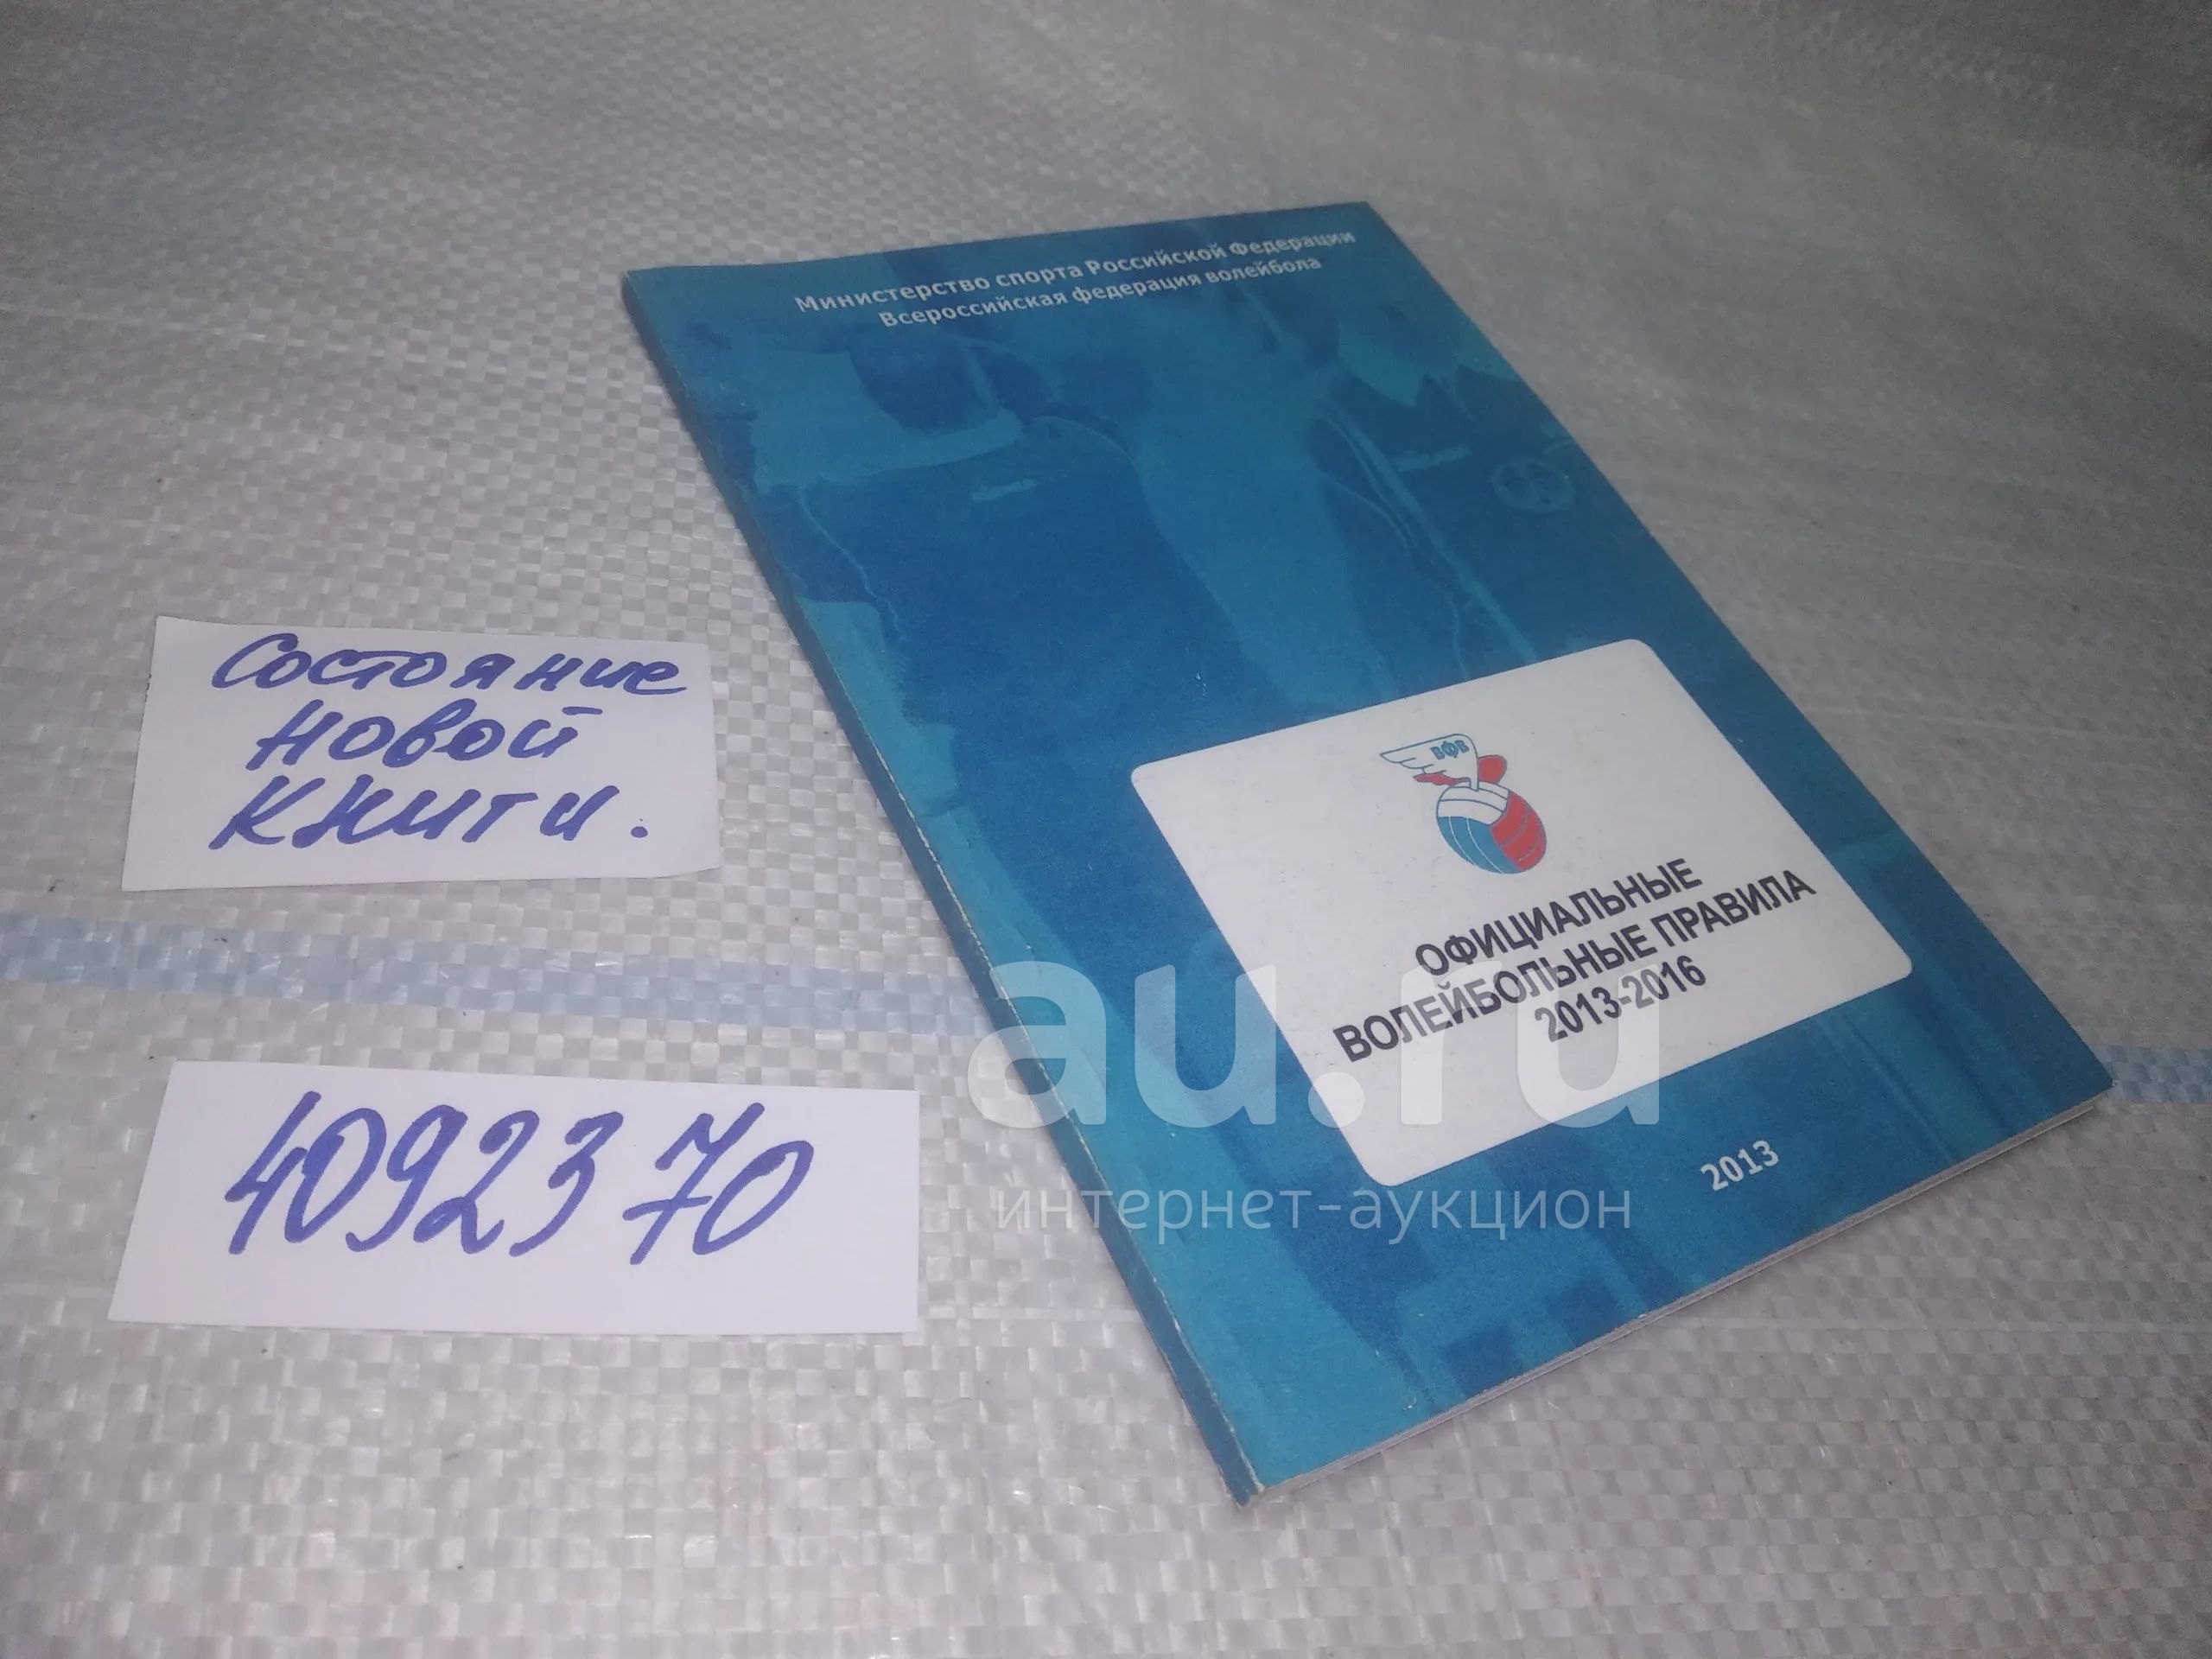 Министерство спорта Российской Федерации
Всероссийская федерация волейбола
ВФВ
ОФИЦИАЛЬНЫЕ
ВОЛЕЙБОЛЬНЫЕ ПРАВИЛА
2013-2016
2013
Состояние
новой
книги.
4092370
au.ru
интернет-аукцион